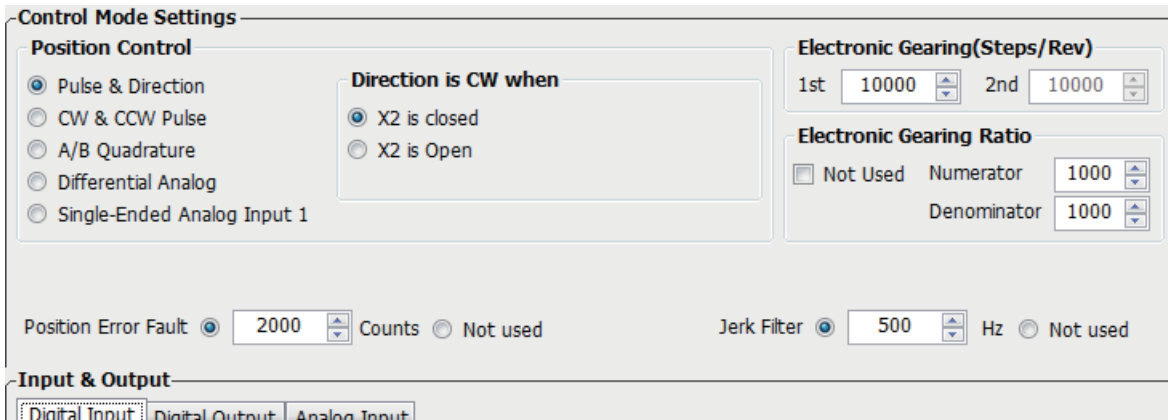 Control Mode Settings
Position Control
Pulse & Direction
CW & CCW Pulse
A/B Quadrature
Differential Analog
Single-Ended Analog Input 1
Direction is CW when
X2 is closed
X2 is Open
Electronic Gearing(Steps/Rev)
1st 10000 2nd 10000
Electronic Gearing Ratio
Not Used Numerator 1000
Denominator 1000
Position Error Fault 2000 Counts Not used
Jerk Filter 500 Hz Not used
Input & Output
Digital Input Digital Output Analog Input